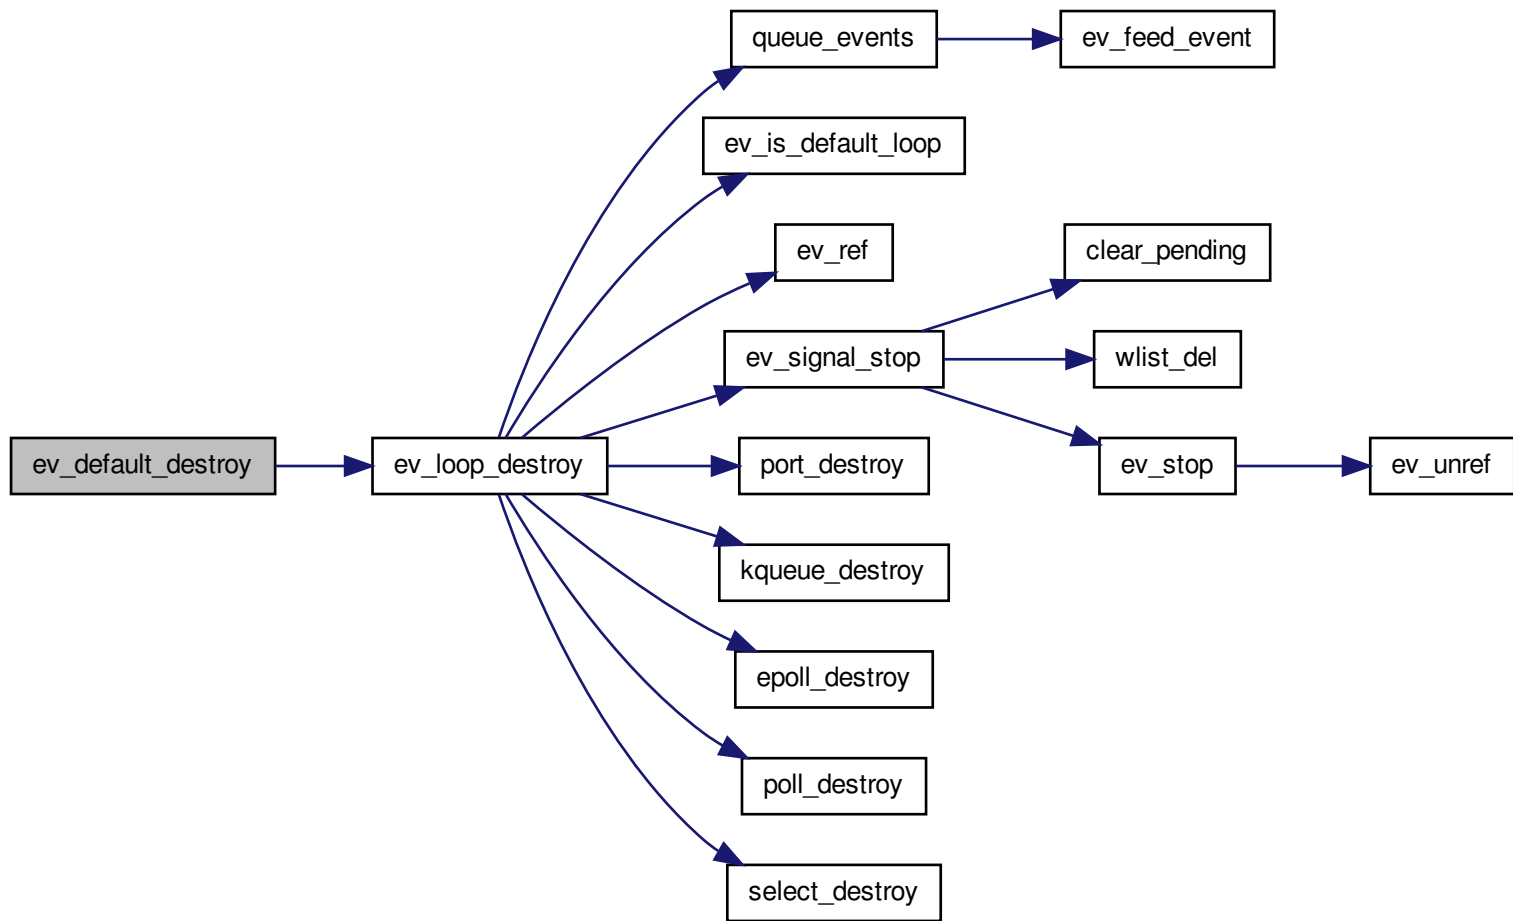 queue_events
ev_feed_event
ev_is_default_loop
ev_ref
clear_pending
ev_signal_stop
wlist_del
ev_default_destroy
ev_loop_destroy
port_destroy
ev_stop
ev_unref
kqueue_destroy
epoll_destroy
poll_destroy
select_destroy